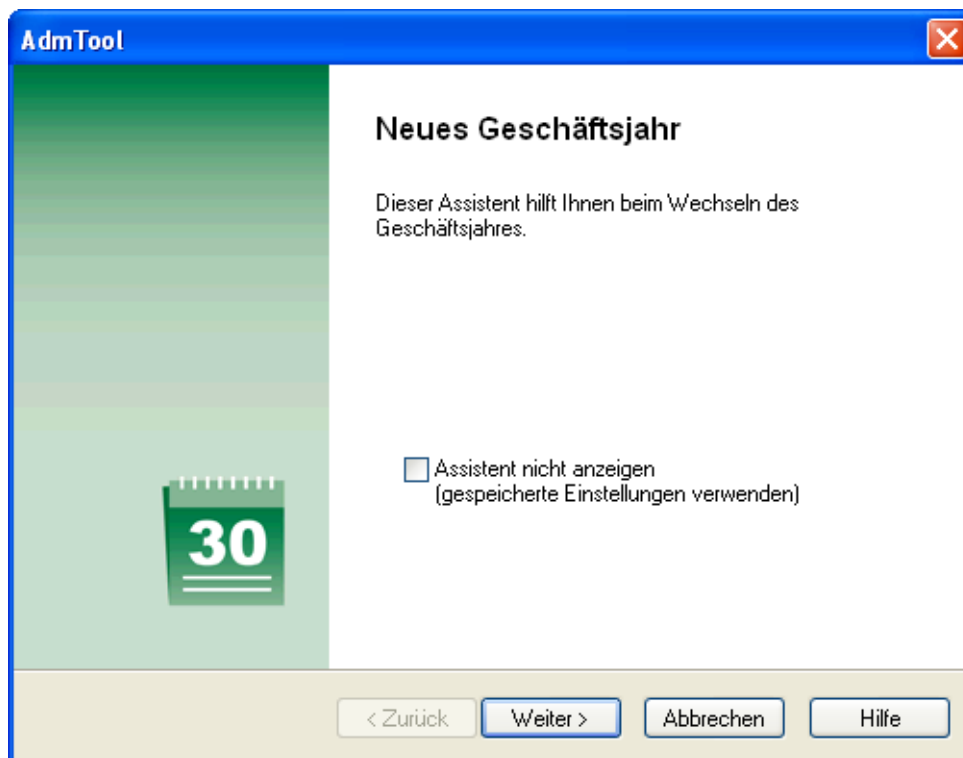 AdmTool
Neues Geschäftsjahr
Dieser Assistent hilft Ihnen beim Wechseln des
Geschäftsjahres.
Assistent nicht anzeigen
(gespeicherte Einstellungen verwenden)
30
< Zurück
Weiter >
Abbrechen
Hilfe